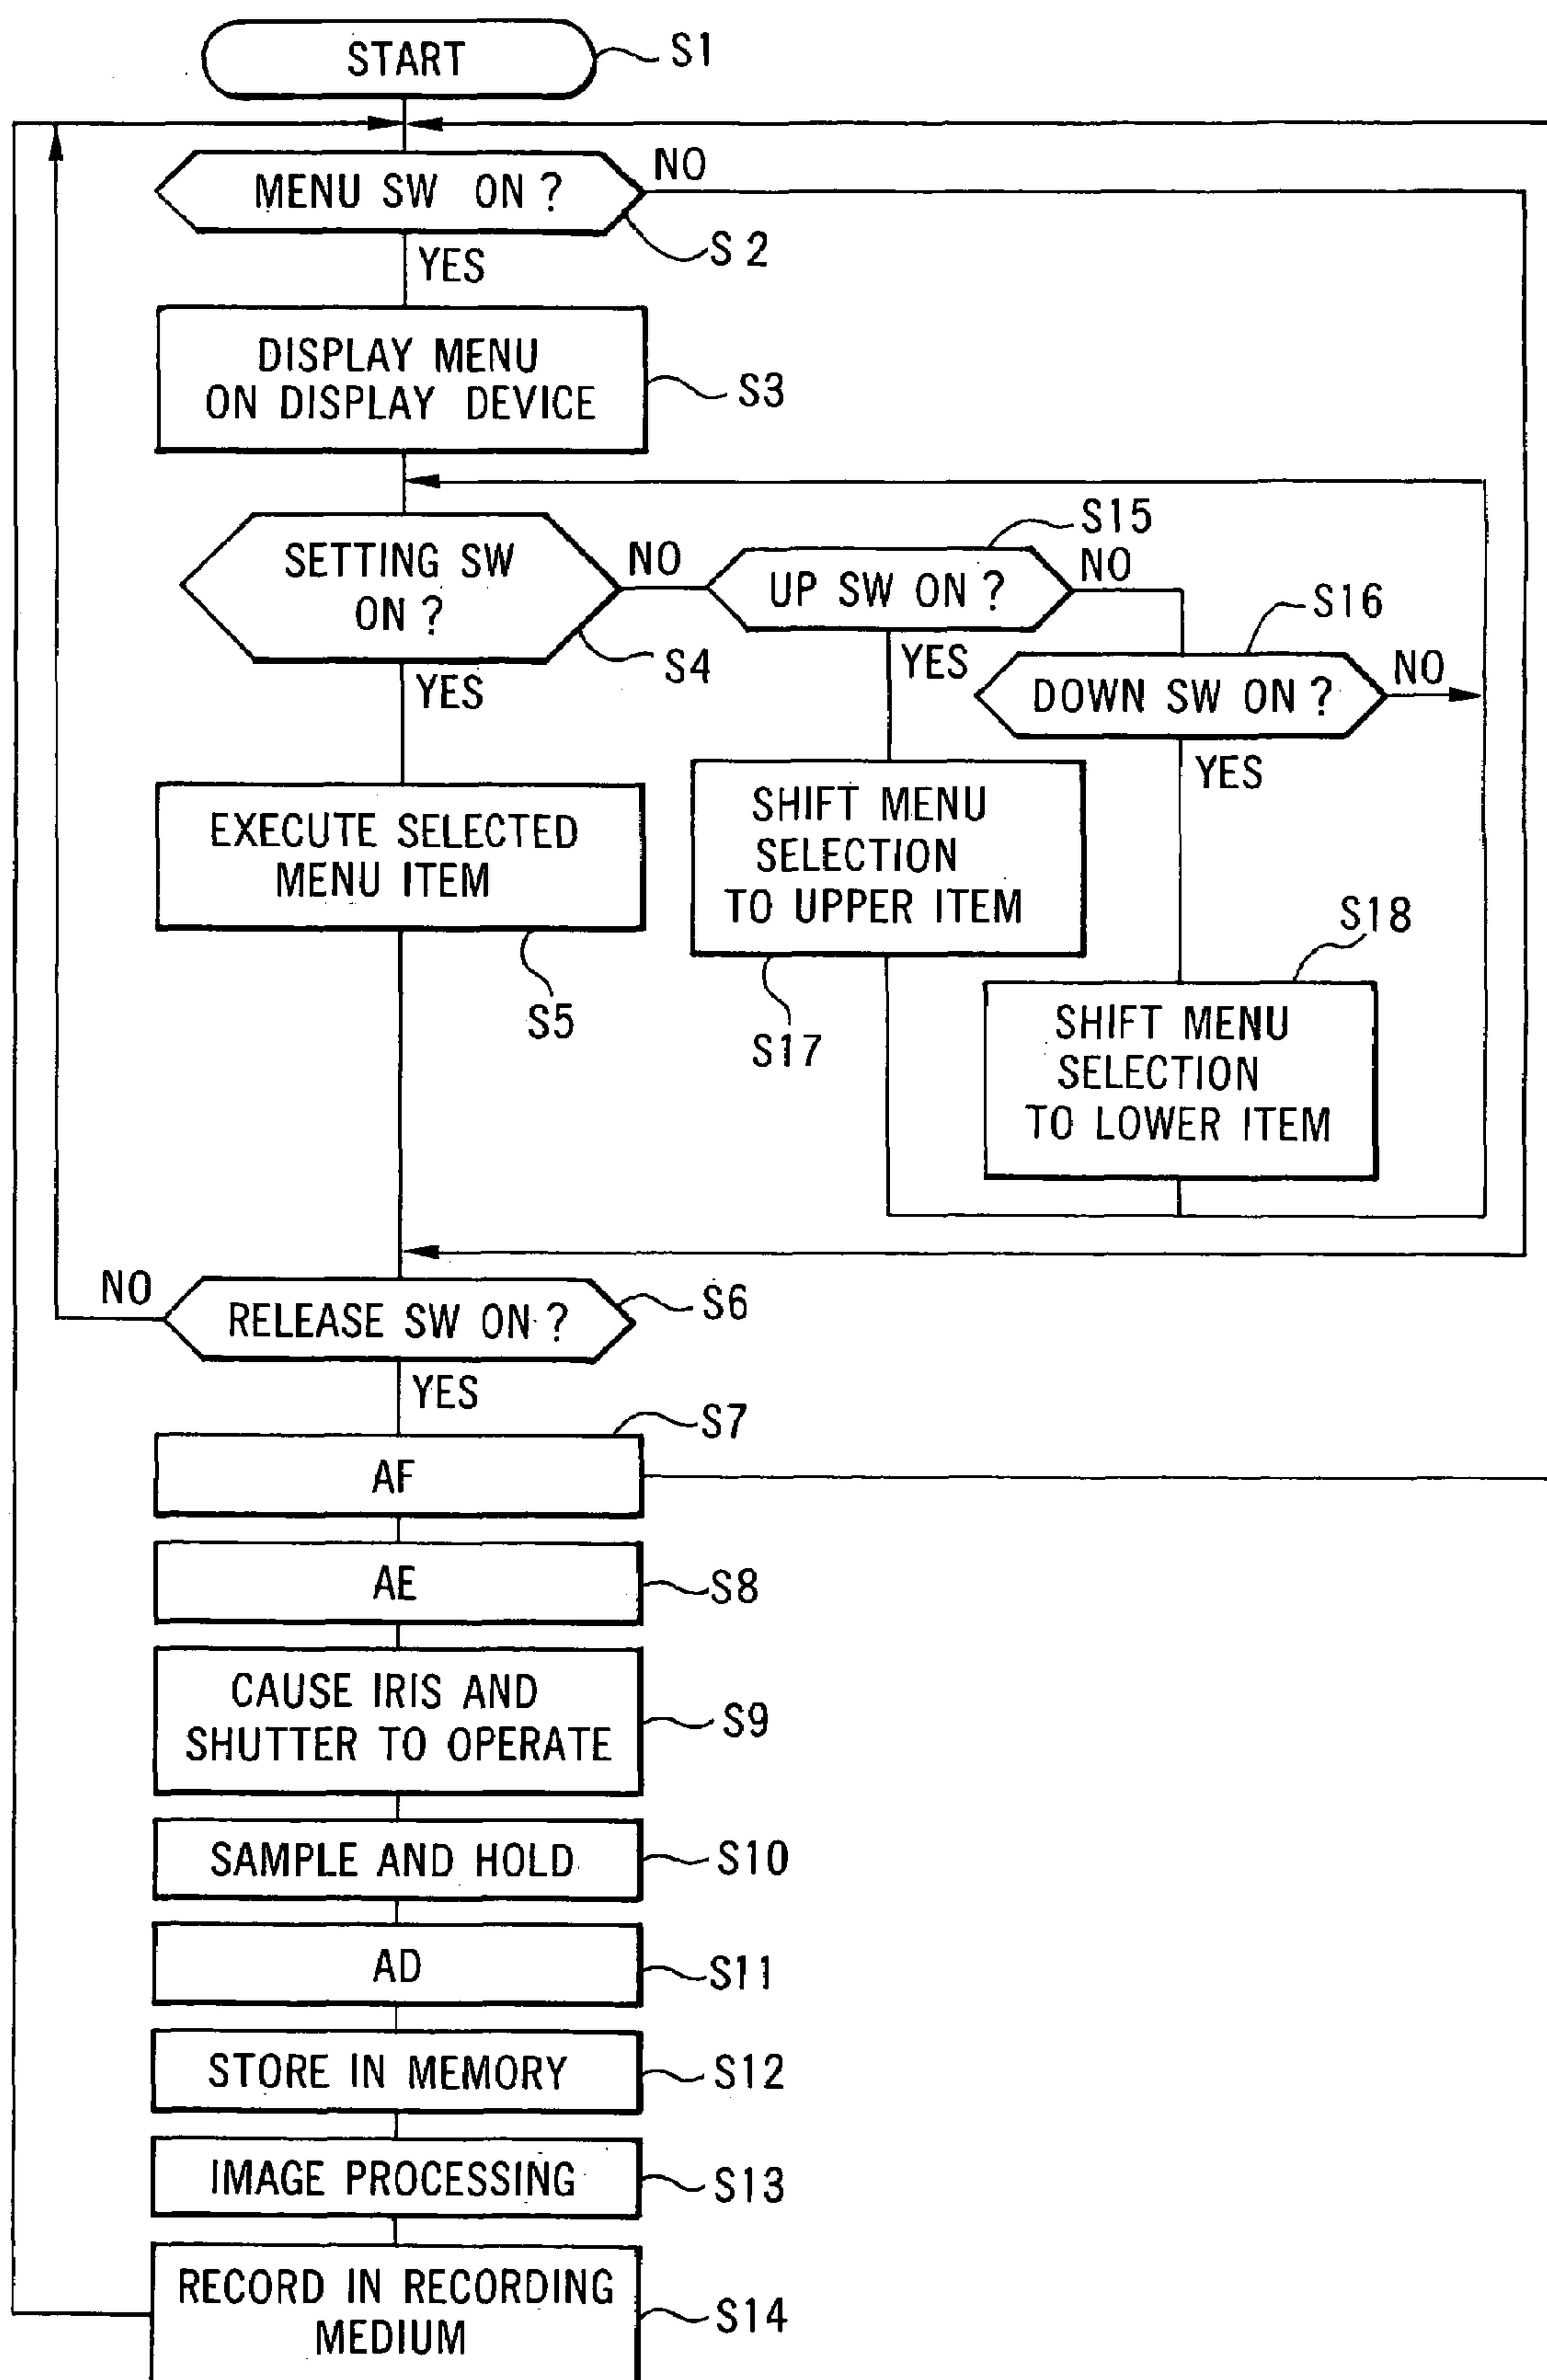 START
S1
MENU SW ON ?
NO
S2
YES
DISPLAY MENU
ON DISPLAY DEVICE
S3
SETTING SW
ON ?
NO
S4
YES
UP SW ON ?
S15
NO
YES
DOWN SW ON ?
S16
NO
YES
EXECUTE SELECTED
MENU ITEM
S5
SHIFT MENU
SELECTION
TO UPPER ITEM
S17
SHIFT MENU
SELECTION
TO LOWER ITEM
S18
NO
RELEASE SW ON ?
S6
YES
AF
S7
AE
S8
CAUSE IRIS AND
SHUTTER TO OPERATE
S9
SAMPLE AND HOLD
S10
AD
S11
STORE IN MEMORY
S12
IMAGE PROCESSING
S13
RECORD IN RECORDING
MEDIUM
S14